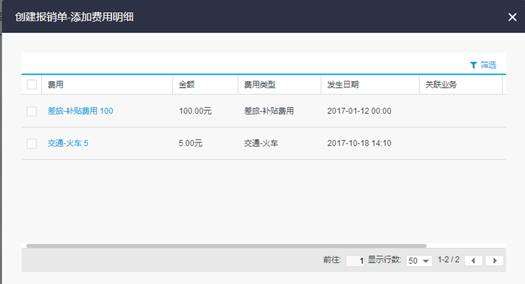 创建报销单-添加费用明细
筛选
费用 金额 费用类型 发生日期 关联业务
差旅-补贴费用 100 100.00元 差旅-补贴费用 2017-01-12 00:00
交通-火车 5 5.00元 交通-火车 2017-10-18 14:10
前往: 1 显示行数: 50 1-2 / 2